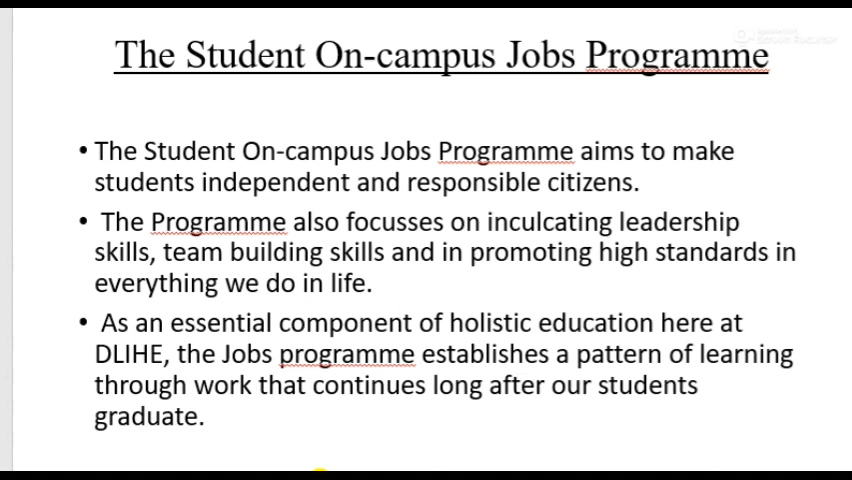 The Student On-campus Jobs Programme
• The Student On-campus Jobs Programme aims to make
students independent and responsible citizens.
• The Programme also focusses on inculcating leadership
skills, team building skills and in promoting high standards in
everything we do in life.
• As an essential component of holistic education here at
DLIHE, the Jobs programme establishes a pattern of learning
through work that continues long after our students
graduate.